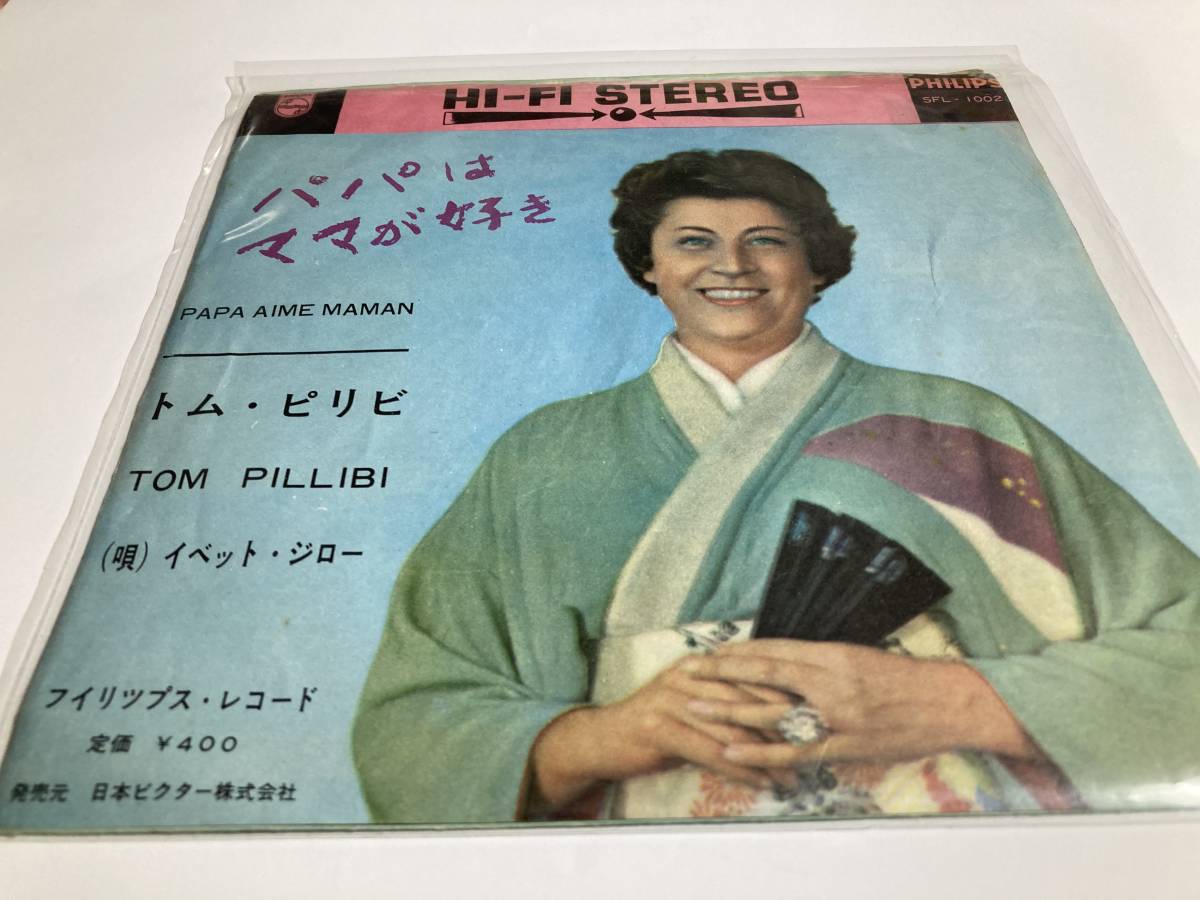 HI-FI STEREO
PHILIPS
SFL-1002
パパは
ママが好き
PAPA AIME MAMAN
トム・ピリビ
TOM PILLIBI
(唄) イベット・ジロー
フイリツプス・レコード
定価 ￥400
発売元 日本ビクター株式会社